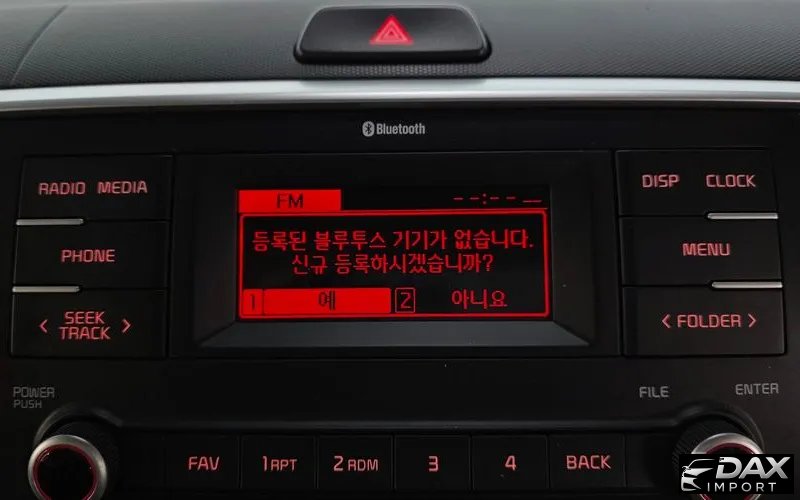 Bluetooth
RADIO MEDIA
PHONE
< SEEK TRACK >
FM --:-- --
등록된 블루투스 기기가 없습니다.
신규 등록하시겠습니까?
1 예 2 아니요
DISP CLOCK
MENU
< FOLDER >
POWER
PUSH
FILE ENTER
FAV 1 RPT 2 RDM 3 4 BACK
DAX
IMPORT